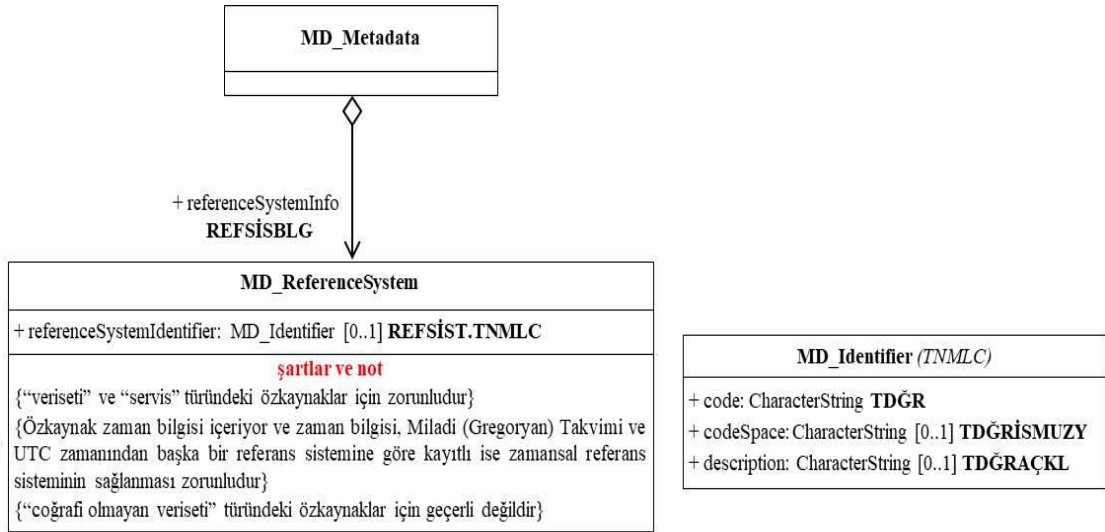 MD_Metadata
+ referenceSystemInfo
REFSİSBLG
MD_ReferenceSystem
+ referenceSystemIdentifier: MD_Identifier [0..1] REFSİST.TNMLC
şartlar ve not
{“veriseti” ve “servis” türündeki özkaynaklar için zorunludur}
{Özkaynak zaman bilgisi içeriyor ve zaman bilgisi, Miladi (Gregoryan) Takvimi ve
UTC zamanından başka bir referans sistemine göre kayıtlı ise zamansal referans
sisteminin sağlanması zorunludur}
{“coğrafi olmayan veriseti” türündeki özkaynaklar için geçerli değildir}
MD_Identifier (TNMLC)
+ code: CharacterString TDĞR
+ codeSpace: CharacterString [0..1] TDĞRİSMUZY
+ description: CharacterString [0..1] TDĞRAÇKL